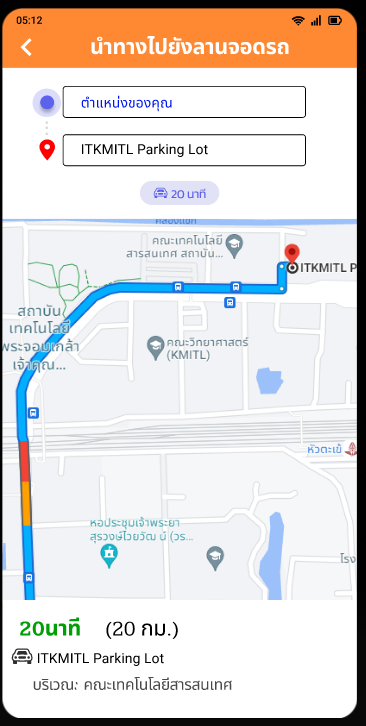 05:12
นำทางไปยังลานจอดรถ
ตำแหน่งของคุณ
ITKMITL Parking Lot
20 นาที
คณะเทคโนโลยี
สารสนเทศ สถาบัน...
ITKMITL P
สถาบัน
เทคโนโลยี
พระจอมเกล้า
เจ้าคุณ...
คณะวิทยาศาสตร์
(KMITL)
หัวตะเข้
หอประชุมเจ้าพระยา
สุรวงษ์ไวยวัฒน์ (วร...
โรง
20นาที (20 กม.)
ITKMITL Parking Lot
บริเวณ: คณะเทคโนโลยีสารสนเทศ